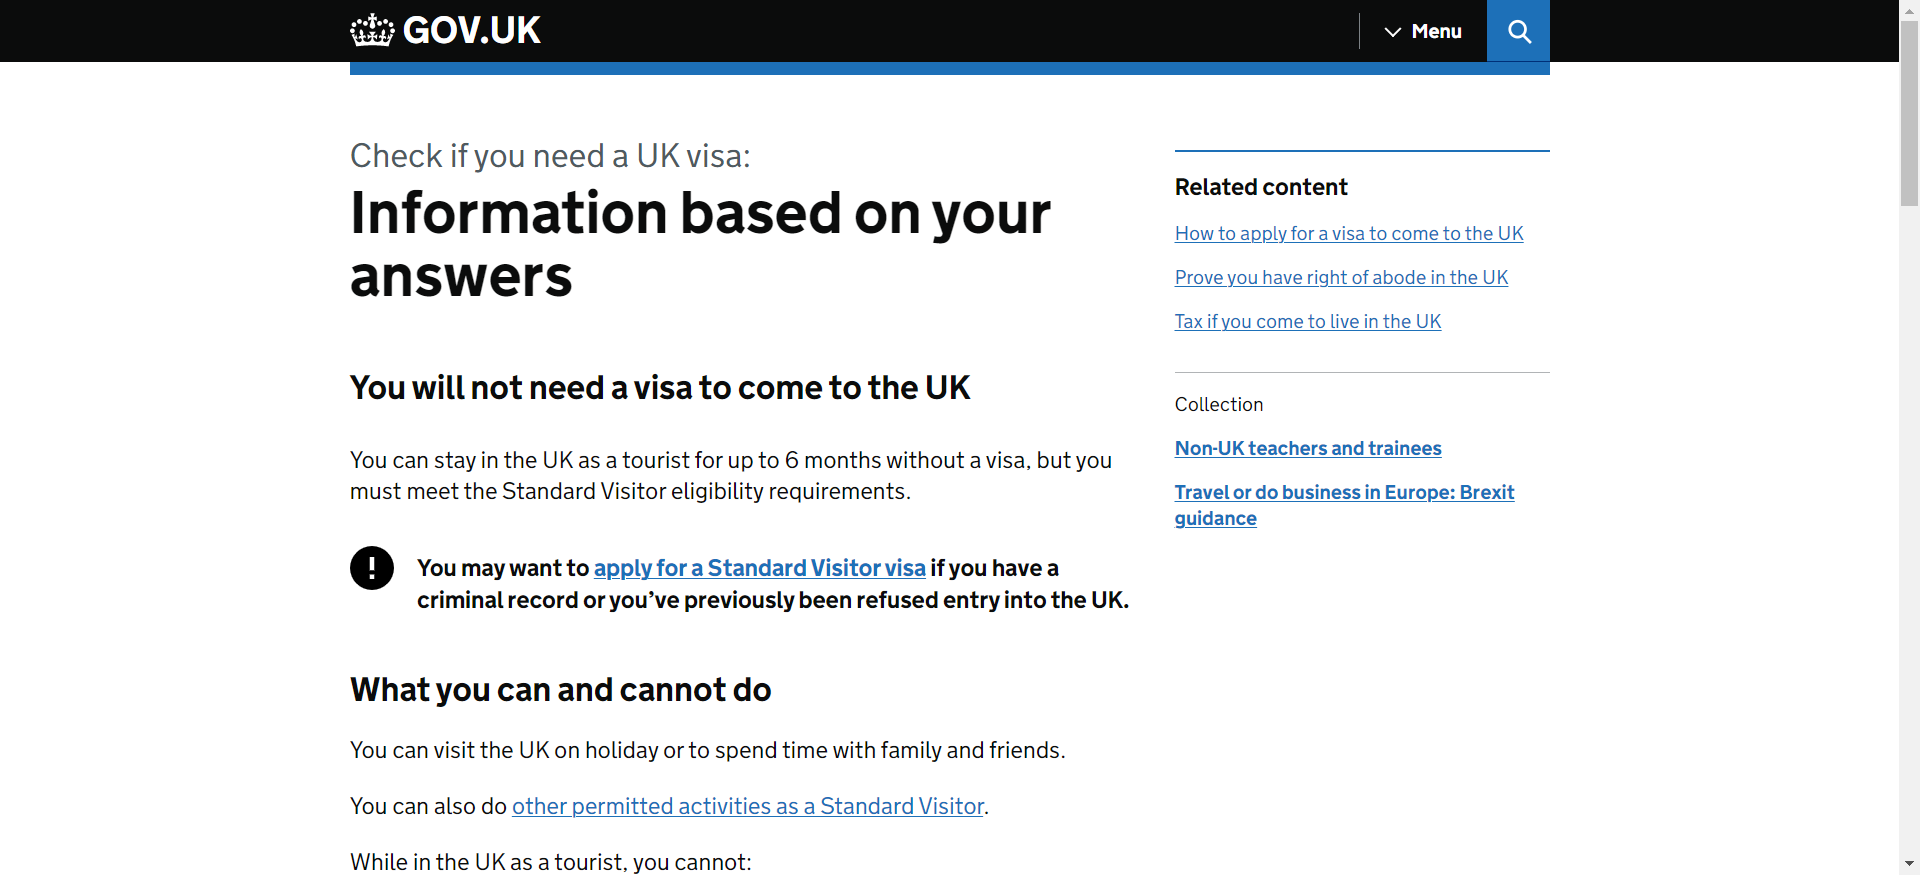 GOV.UK
Menu
Check if you need a UK visa:
Information based on your
answers
You will not need a visa to come to the UK
You can stay in the UK as a tourist for up to 6 months without a visa, but you
must meet the Standard Visitor eligibility requirements.
! You may want to apply for a Standard Visitor visa if you have a
criminal record or you’ve previously been refused entry into the UK.
What you can and cannot do
You can visit the UK on holiday or to spend time with family and friends.
You can also do other permitted activities as a Standard Visitor.
While in the UK as a tourist, you cannot:
Related content
How to apply for a visa to come to the UK
Prove you have right of abode in the UK
Tax if you come to live in the UK
Collection
Non-UK teachers and trainees
Travel or do business in Europe: Brexit
guidance